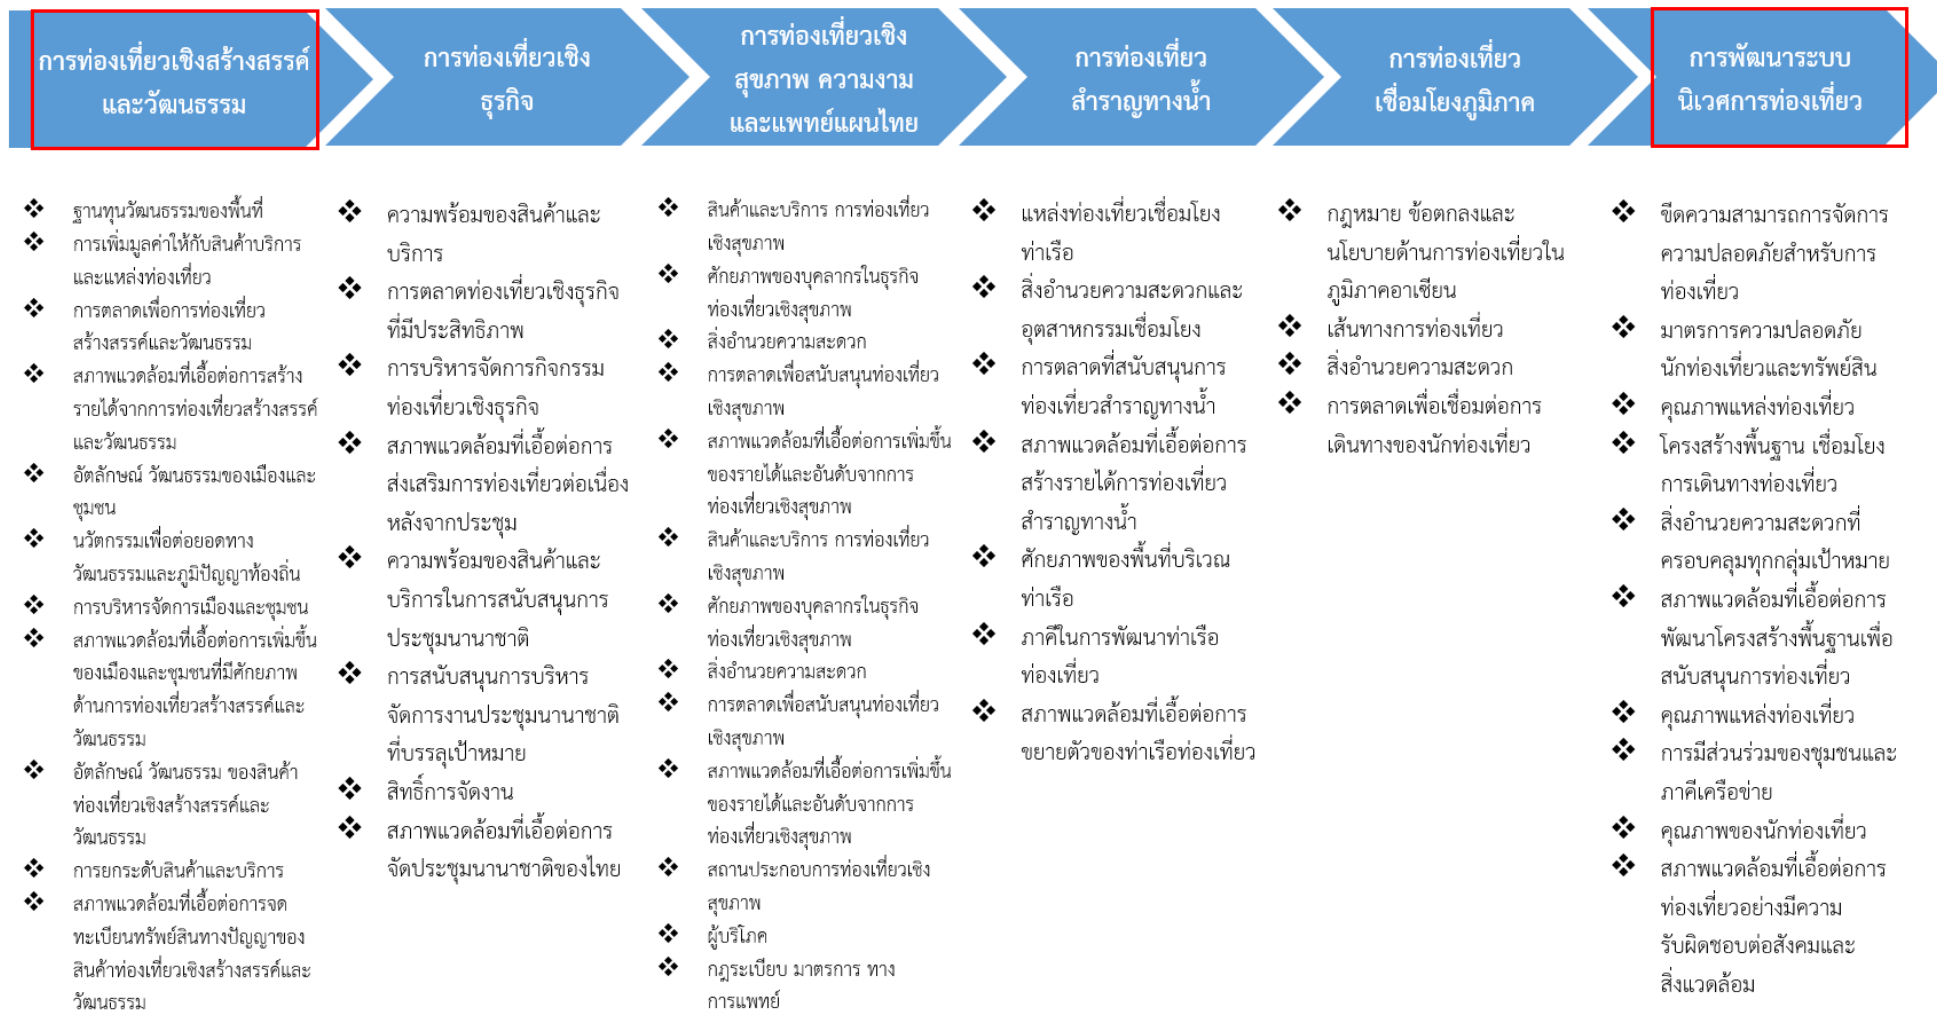 การท่องเที่ยวเชิงสร้างสรรค์
และวัฒนธรรม
การท่องเที่ยวเชิง
ธุรกิจ
การท่องเที่ยวเชิง
สุขภาพ ความงาม
และแพทย์แผนไทย
การท่องเที่ยว
สำราญทางน้ำ
การท่องเที่ยว
เชื่อมโยงภูมิภาค
การพัฒนาระบบ
นิเวศการท่องเที่ยว
❖ ฐานทุนวัฒนธรรมของพื้นที่
❖ การเพิ่มมูลค่าให้กับสินค้าบริการ
และแหล่งท่องเที่ยว
❖ การตลาดเพื่อการท่องเที่ยว
สร้างสรรค์และวัฒนธรรม
❖ สภาพแวดล้อมที่เอื้อต่อการสร้าง
รายได้จากการท่องเที่ยวสร้างสรรค์
และวัฒนธรรม
❖ อัตลักษณ์ วัฒนธรรมของเมืองและ
ชุมชน
❖ นวัตกรรมเพื่อต่อยอดทาง
วัฒนธรรมและภูมิปัญญาท้องถิ่น
❖ การบริหารจัดการเมืองและชุมชน
❖ สภาพแวดล้อมที่เอื้อต่อการเพิ่มขึ้น
ของเมืองและชุมชนที่มีศักยภาพ
ด้านการท่องเที่ยวสร้างสรรค์และ
วัฒนธรรม
❖ อัตลักษณ์ วัฒนธรรม ของสินค้า
ท่องเที่ยวเชิงสร้างสรรค์และ
วัฒนธรรม
❖ การยกระดับสินค้าและบริการ
❖ สภาพแวดล้อมที่เอื้อต่อการจด
ทะเบียนทรัพย์สินทางปัญญาของ
สินค้าท่องเที่ยวเชิงสร้างสรรค์และ
วัฒนธรรม
❖ ความพร้อมของสินค้าและ
บริการ
❖ การตลาดท่องเที่ยวเชิงธุรกิจ
ที่มีประสิทธิภาพ
❖ การบริหารจัดการกิจกรรม
ท่องเที่ยวเชิงธุรกิจ
❖ สภาพแวดล้อมที่เอื้อต่อการ
ส่งเสริมการท่องเที่ยวต่อเนื่อง
หลังจากประชุม
❖ ความพร้อมของสินค้าและ
บริการในการสนับสนุนการ
ประชุมนานาชาติ
❖ การสนับสนุนการบริหาร
จัดการงานประชุมนานาชาติ
ที่บรรลุเป้าหมาย
❖ สิทธิ์การจัดงาน
❖ สภาพแวดล้อมที่เอื้อต่อการ
จัดประชุมนานาชาติของไทย
❖ สินค้าและบริการ การท่องเที่ยว
เชิงสุขภาพ
❖ ศักยภาพของบุคลากรในธุรกิจ
ท่องเที่ยวเชิงสุขภาพ
❖ สิ่งอำนวยความสะดวก
❖ การตลาดเพื่อสนับสนุนท่องเที่ยว
เชิงสุขภาพ
❖ สภาพแวดล้อมที่เอื้อต่อการเพิ่มขึ้น
ของรายได้และอันดับจากการ
ท่องเที่ยวเชิงสุขภาพ
❖ สินค้าและบริการ การท่องเที่ยว
เชิงสุขภาพ
❖ ศักยภาพของบุคลากรในธุรกิจ
ท่องเที่ยวเชิงสุขภาพ
❖ สิ่งอำนวยความสะดวก
❖ การตลาดเพื่อสนับสนุนท่องเที่ยว
เชิงสุขภาพ
❖ สภาพแวดล้อมที่เอื้อต่อการเพิ่มขึ้น
ของรายได้และอันดับจากการ
ท่องเที่ยวเชิงสุขภาพ
❖ สถานประกอบการท่องเที่ยวเชิง
สุขภาพ
❖ ผู้บริโภค
❖ กฎระเบียบ มาตรการ ทาง
การแพทย์
❖ แหล่งท่องเที่ยวเชื่อมโยง
ท่าเรือ
❖ สิ่งอำนวยความสะดวกและ
อุตสาหกรรมเชื่อมโยง
❖ การตลาดที่สนับสนุนการ
ท่องเที่ยวสำราญทางน้ำ
❖ สภาพแวดล้อมที่เอื้อต่อการ
สร้างรายได้การท่องเที่ยว
สำราญทางน้ำ
❖ ศักยภาพของพื้นที่บริเวณ
ท่าเรือ
❖ ภาคีในการพัฒนาท่าเรือ
ท่องเที่ยว
❖ สภาพแวดล้อมที่เอื้อต่อการ
ขยายตัวของท่าเรือท่องเที่ยว
❖ กฎหมาย ข้อตกลงและ
นโยบายด้านการท่องเที่ยวใน
ภูมิภาคอาเซียน
❖ เส้นทางการท่องเที่ยว
❖ สิ่งอำนวยความสะดวก
❖ การตลาดเพื่อเชื่อมต่อการ
เดินทางของนักท่องเที่ยว
❖ ขีดความสามารถการจัดการ
ความปลอดภัยสำหรับการ
ท่องเที่ยว
❖ มาตรการความปลอดภัย
นักท่องเที่ยวและทรัพย์สิน
❖ คุณภาพแหล่งท่องเที่ยว
❖ โครงสร้างพื้นฐาน เชื่อมโยง
การเดินทางท่องเที่ยว
❖ สิ่งอำนวยความสะดวกที่
ครอบคลุมทุกกลุ่มเป้าหมาย
❖ สภาพแวดล้อมที่เอื้อต่อการ
พัฒนาโครงสร้างพื้นฐานเพื่อ
สนับสนุนการท่องเที่ยว
❖ คุณภาพแหล่งท่องเที่ยว
❖ การมีส่วนร่วมของชุมชนและ
ภาคีเครือข่าย
❖ คุณภาพของนักท่องเที่ยว
❖ สภาพแวดล้อมที่เอื้อต่อการ
ท่องเที่ยวอย่างมีความ
รับผิดชอบต่อสังคมและ
สิ่งแวดล้อม